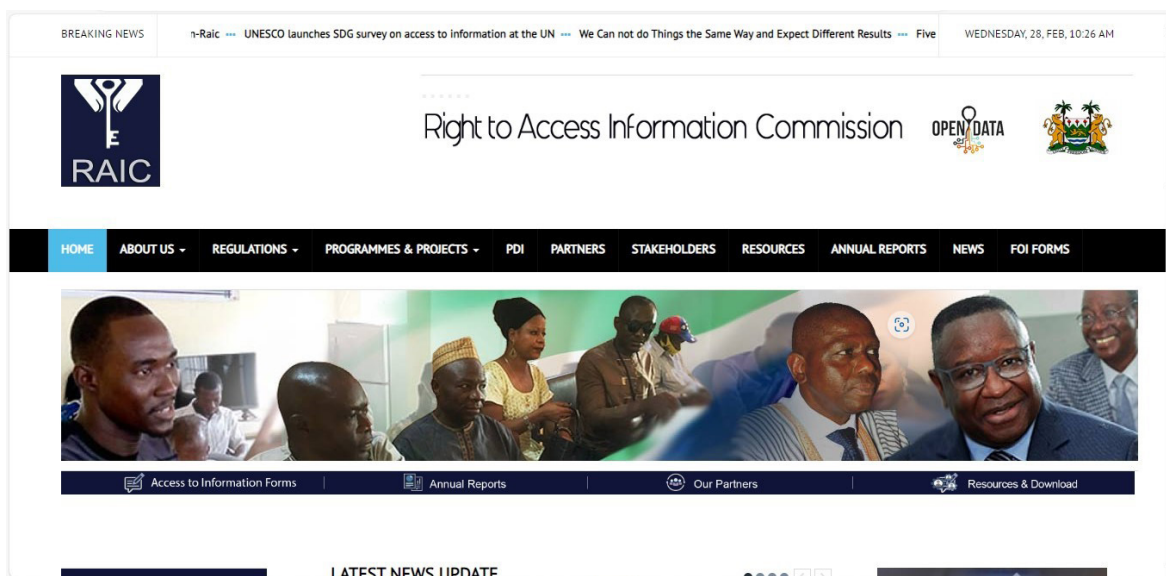 BREAKING NEWS
-Raic ••• UNESCO launches SDG survey on access to information at the UN ••• We Can not do Things the Same Way and Expect Different Results ••• Five
WEDNESDAY, 28, FEB, 10:26 AM
RAIC
Right to Access Information Commission
OPEN DATA
HOME
ABOUT US
REGULATIONS
PROGRAMMES & PROJECTS
PDI
PARTNERS
STAKEHOLDERS
RESOURCES
ANNUAL REPORTS
NEWS
FOI FORMS
Access to Information Forms
Annual Reports
Our Partners
Resources & Download
LATEST NEWS UPDATE